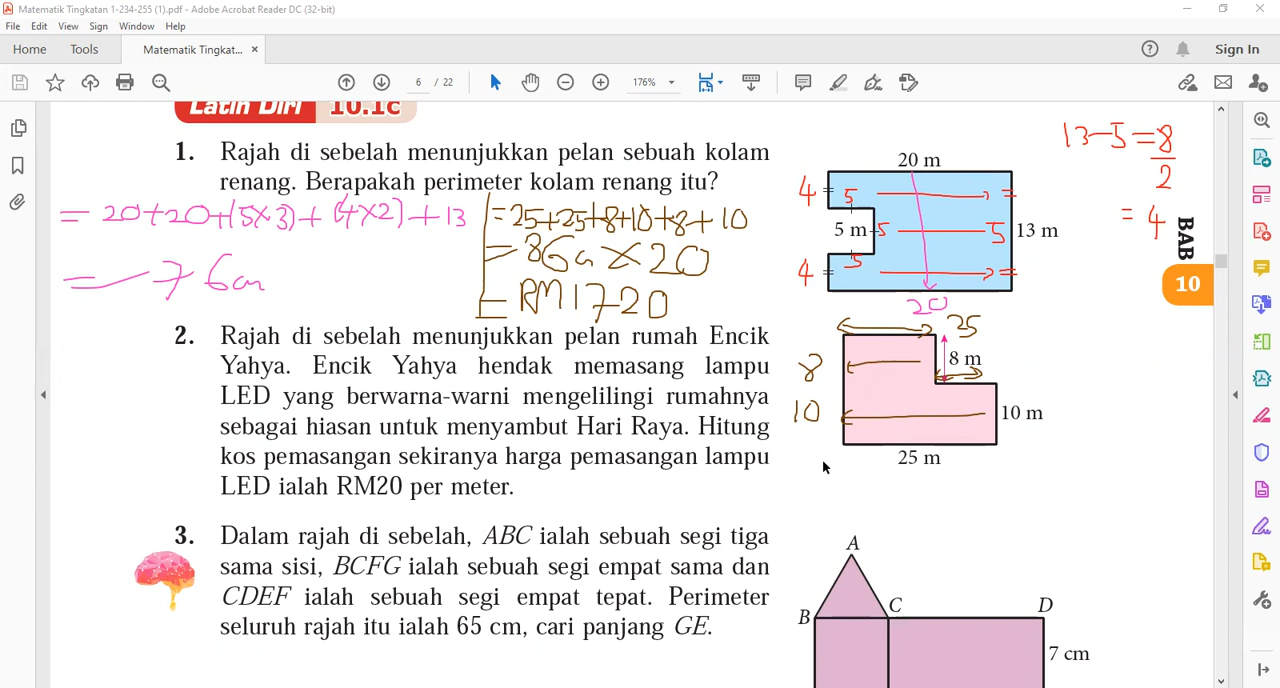 Matematik Tingkatan 1-234-255 (1).pdf - Adobe Acrobat Reader DC (32-bit)
File Edit View Sign Window Help
Home Tools Matematik Tingkat... × Sign In
6 / 22 176%
Latih Diri 10.1c
1. Rajah di sebelah menunjukkan pelan sebuah kolam
renang. Berapakah perimeter kolam renang itu?
= 20+20+(5×3)+(4×2)+13
= 76m
= 25+25+8+10+8+10
= 86m × 20
= RM1720
20 m
4 = 5 =
5 m 5 5 13 m
4 = 5 =
20
13-5=8
2
= 4
BAB
10
2. Rajah di sebelah menunjukkan pelan rumah Encik
Yahya. Encik Yahya hendak memasang lampu
LED yang berwarna-warni mengelilingi rumahnya
sebagai hiasan untuk menyambut Hari Raya. Hitung
kos pemasangan sekiranya harga pemasangan lampu
LED ialah RM20 per meter.
25
8 8 m
10 10 m
25 m
3. Dalam rajah di sebelah, ABC ialah sebuah segi tiga
sama sisi, BCFG ialah sebuah segi empat sama dan
CDEF ialah sebuah segi empat tepat. Perimeter
seluruh rajah itu ialah 65 cm, cari panjang GE.
A
B C D
7 cm